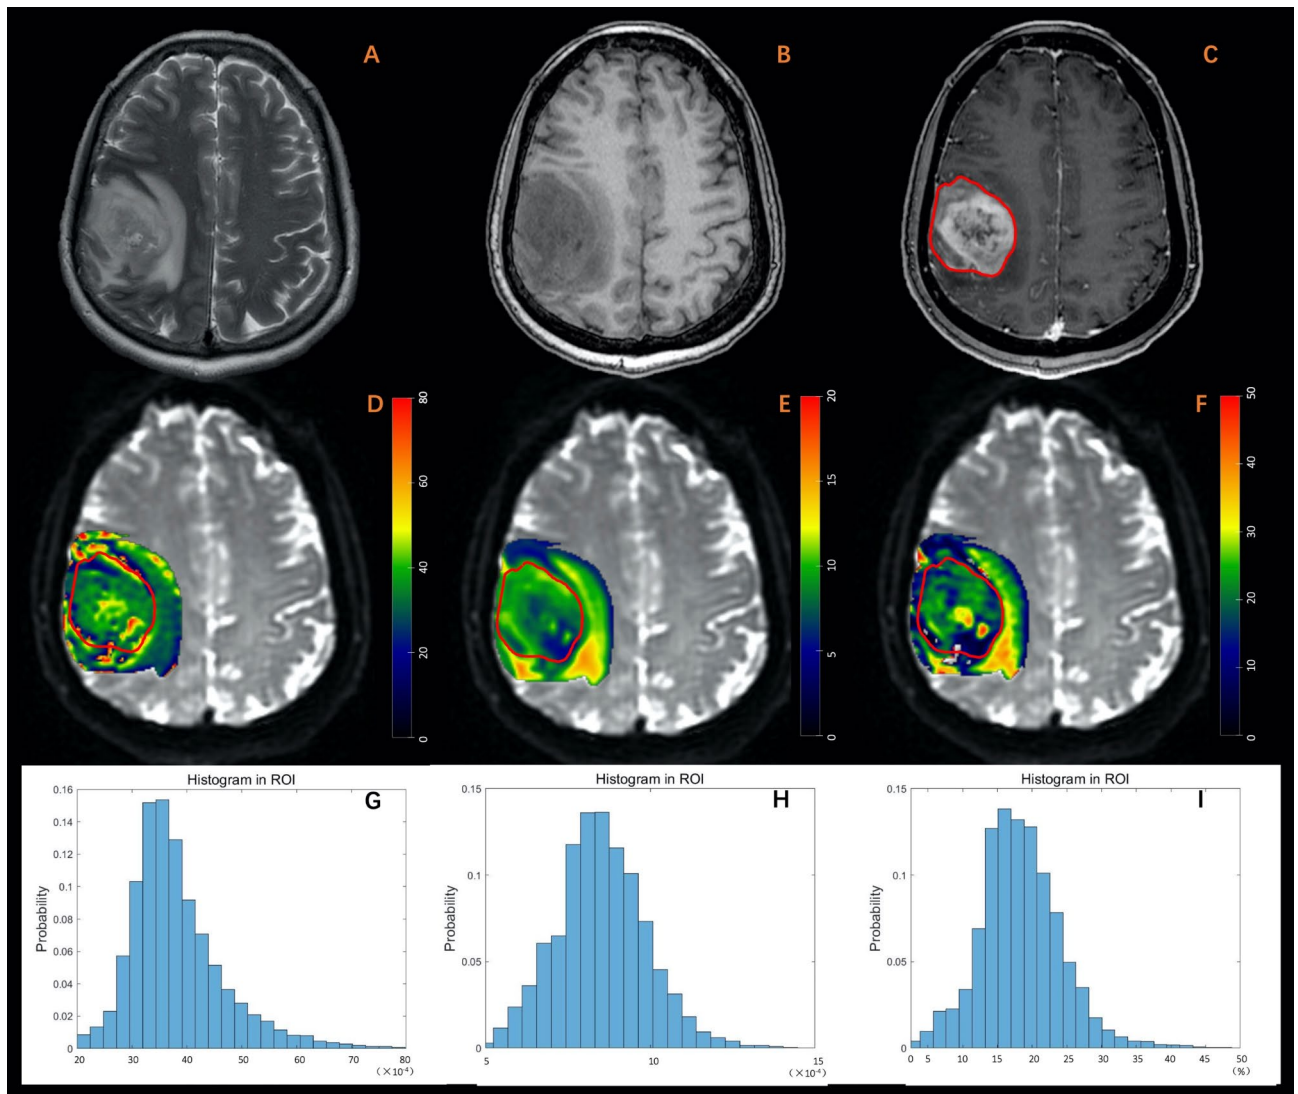 A
B
C
D
80
60
40
20
0
E
20
15
10
5
0
F
50
40
30
20
10
0
Histogram in ROI
G
Probability
0.16
0.14
0.12
0.1
0.08
0.06
0.04
0.02
0
20 30 40 50 60 70 80
(×10⁻⁴)
Histogram in ROI
H
Probability
0.15
0.1
0.05
0
5 10 15
(×10⁻⁴)
Histogram in ROI
I
Probability
0.15
0.1
0.05
0
0 5 10 15 20 25 30 35 40 45 50
(%)